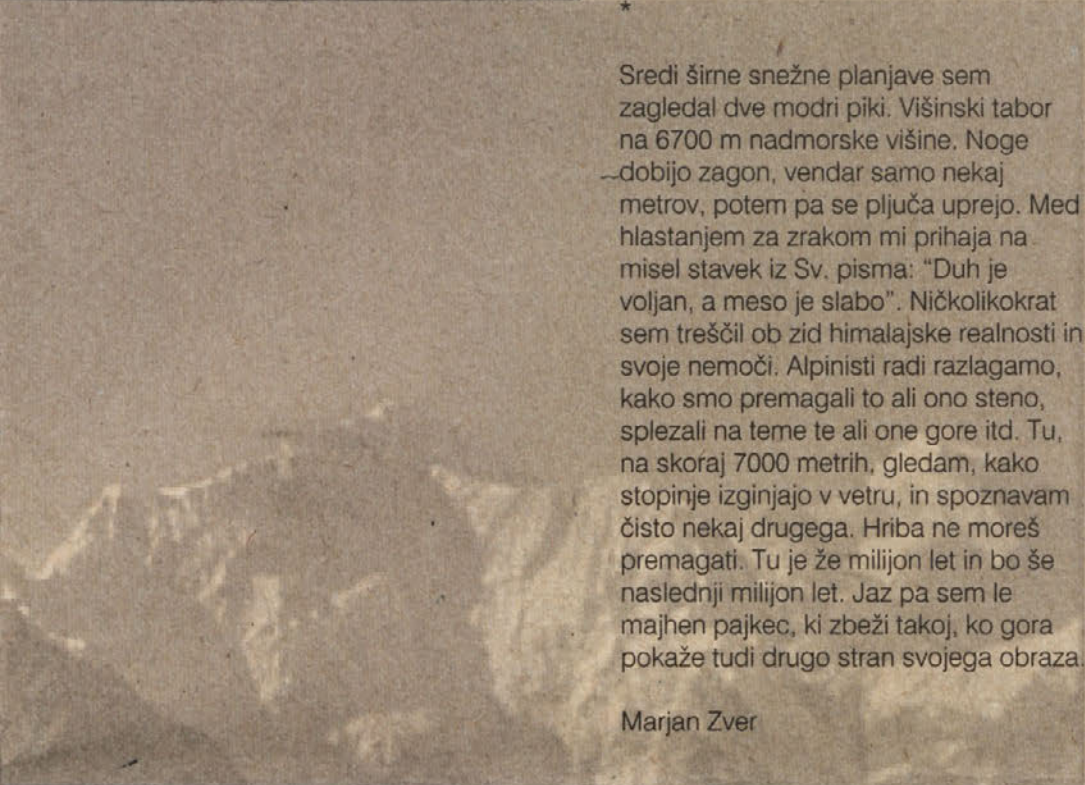 *
Sredi širne snežne planjave sem
zagledal dve modri piki. Višinski tabor
na 6700 m nadmorske višine. Noge
dobijo zagon, vendar samo nekaj
metrov, potem pa se pljuča uprejo. Med
hlastanjem za zrakom mi prihaja na
misel stavek iz Sv. pisma: “Duh je
voljan, a meso je slabo”. Ničkolikokrat
sem treščil ob zid himalajske realnosti in
svoje nemoči. Alpinisti radi razlagamo,
kako smo premagali to ali ono steno,
splezali na teme te ali one gore itd. Tu,
na skoraj 7000 metrih, gledam, kako
stopinje izginjajo v vetru, in spoznavam
čisto nekaj drugega. Hriba ne moreš
premagati. Tu je že milijon let in bo še
naslednji milijon let. Jaz pa sem le
majhen pajkec, ki zbeži takoj, ko gora
pokaže tudi drugo stran svojega obraza.
Marjan Zver